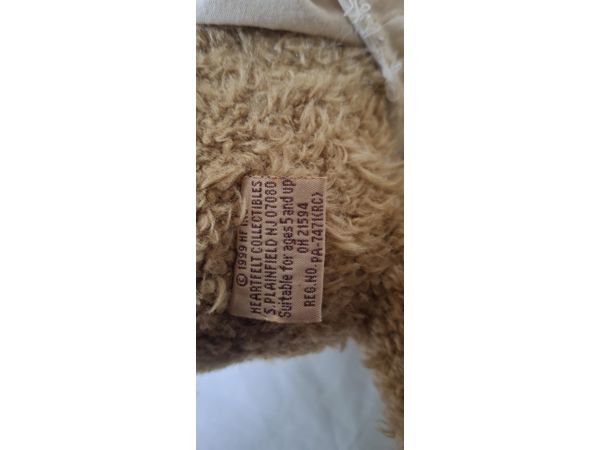 © 1999 HF
HEARTFELT COLLECTIBLES
S. PLAINFIELD NJ 07080
Suitable for ages 5 and up
OH 21594
REG.NO. PA-7471(RC)